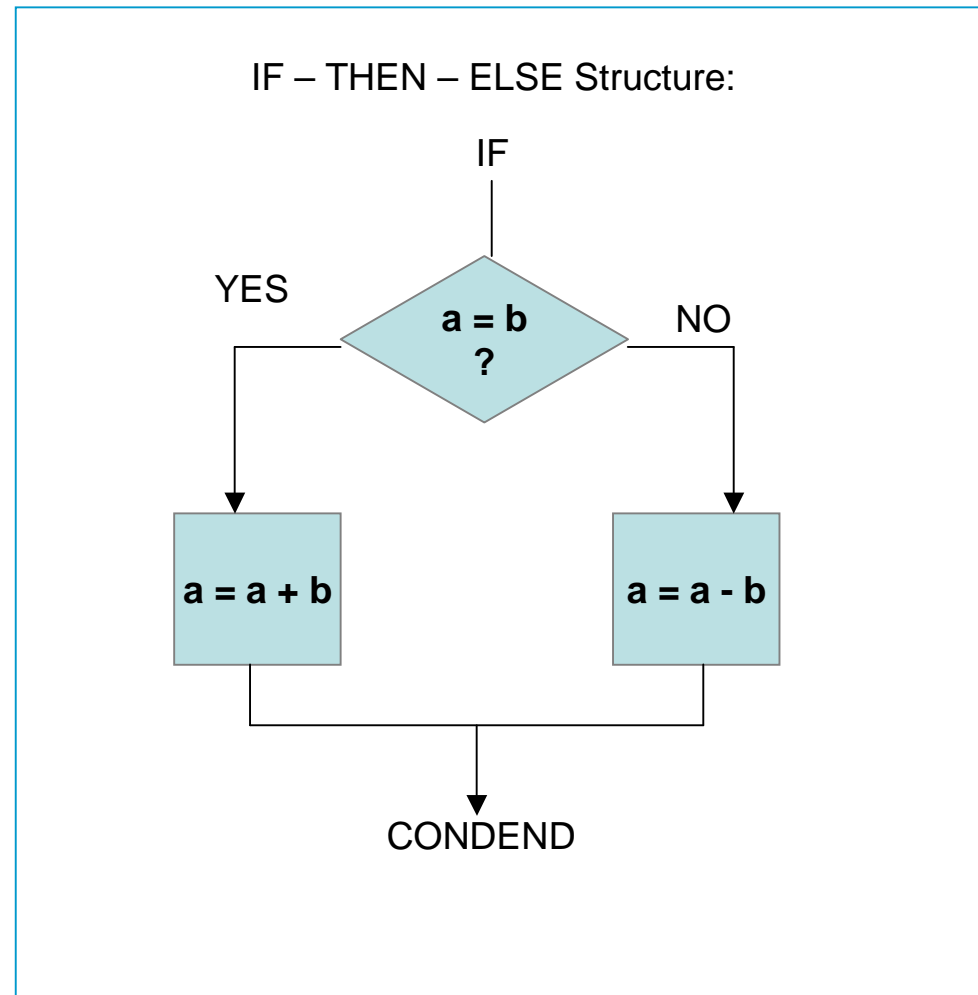 IF – THEN – ELSE Structure:
IF
YES
a = b
?
NO
a = a + b
a = a - b
CONDEND